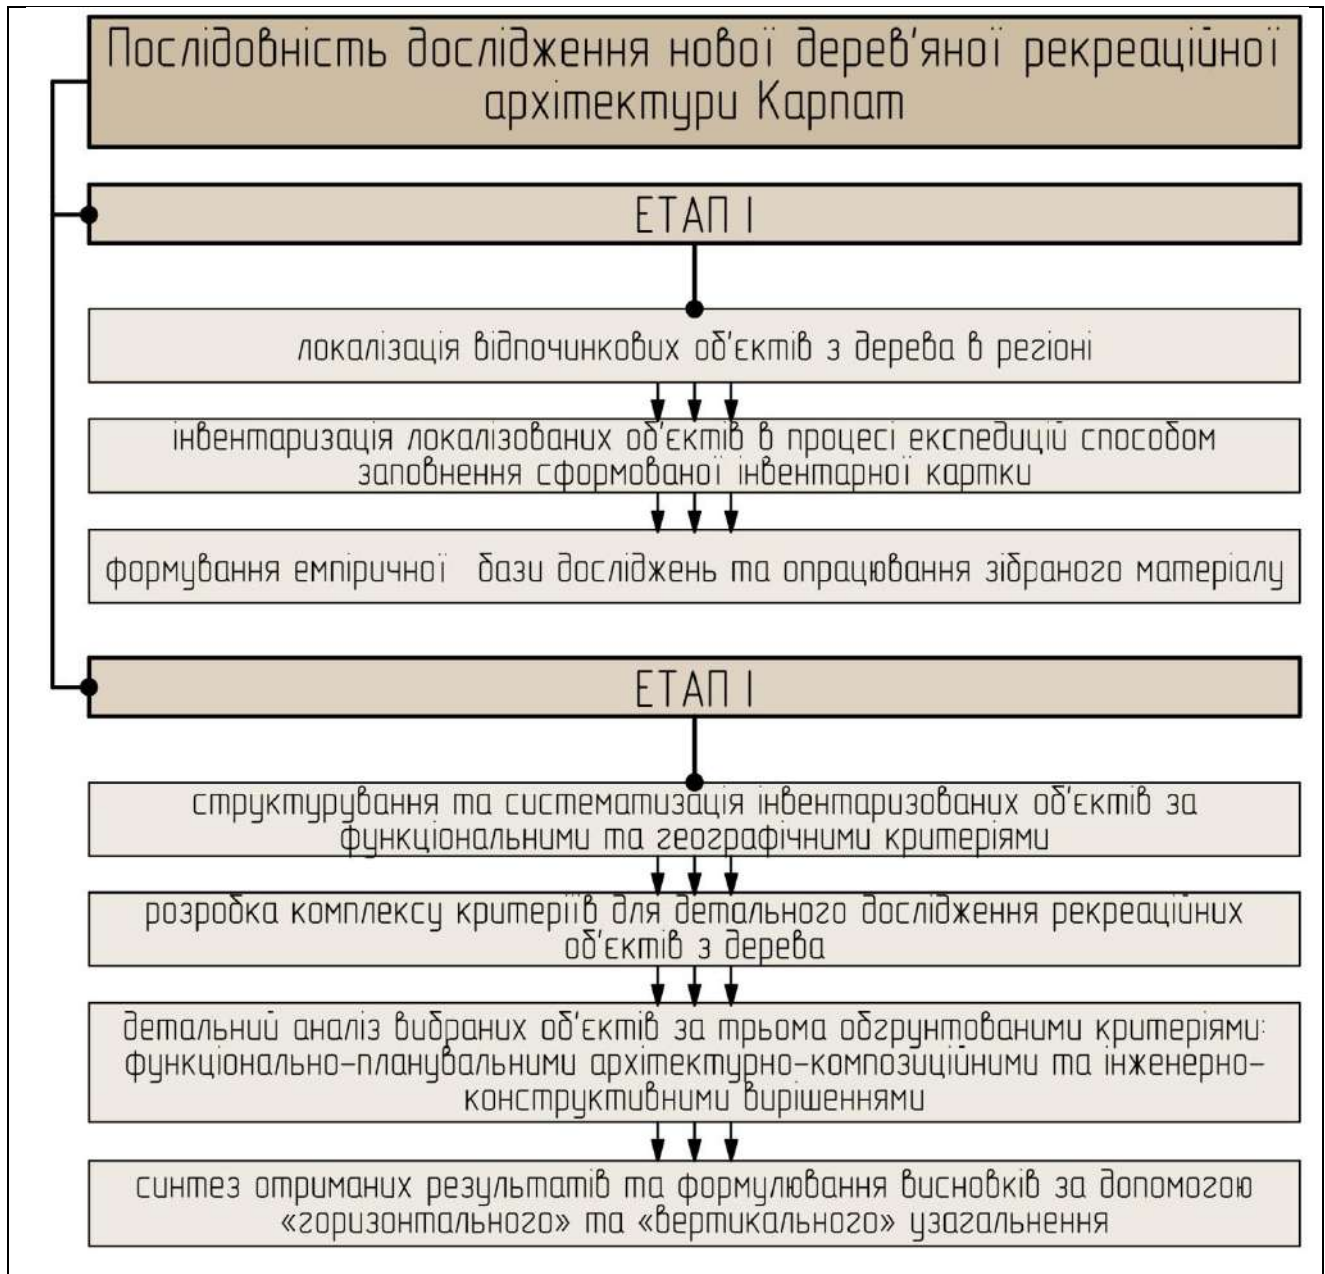 Послідовність дослідження нової дерев'яної рекреаційної
архітектури Карпат
ЕТАП І
локалізація відпочинкових об'єктів з дерева в регіоні
інвентаризація локалізованих об'єктів в процесі експедицій способом
заповнення сформованої інвентарної картки
формування емпіричної бази досліджень та опрацювання зібраного матеріалу
ЕТАП І
структурування та систематизація інвентаризованих об'єктів за
функціональними та географічними критеріями
розробка комплексу критеріїв для детального дослідження рекреаційних
об'єктів з дерева
детальний аналіз вибраних об'єктів за трьома обгрунтованими критеріями:
функціонально-планувальними архітектурно-композиційними та інженерно-
конструктивними вирішеннями
синтез отриманих результатів та формулювання висновків за допомогою
«горизонтального» та «вертикального» узагальнення